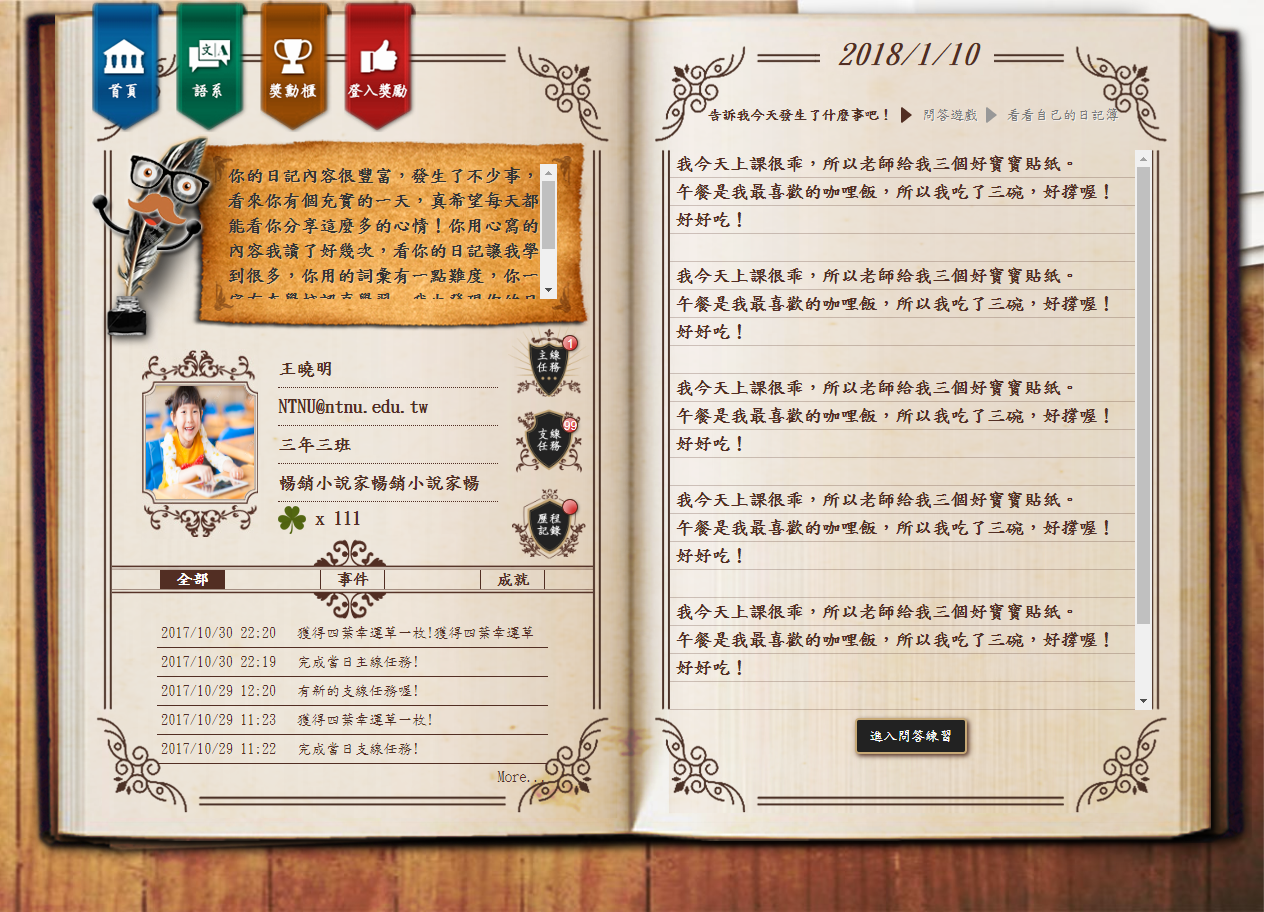 首頁
語系
獎勳櫃
登入獎勵
你的日記內容很豐富，發生了不少事，
看來你有個充實的一天，真希望每天都
能看你分享這麼多的心情！你用心寫的
內容我讀了好幾次，看你的日記讓我學
到很多，你用的詞彙有一點難度，你一
王曉明
NTNU@ntnu.edu.tw
三年三班
暢銷小說家暢銷小說家暢
x 111
主線
任務
1
支線
任務
99
歷程
記錄
全部
事件
成就
2017/10/30 22:20 獲得四葉幸運草一枚!獲得四葉幸運草
2017/10/30 22:19 完成當日主線任務!
2017/10/29 12:20 有新的支線任務喔!
2017/10/29 11:23 獲得四葉幸運草一枚!
2017/10/29 11:22 完成當日支線任務!
More...
2018/1/10
告訴我今天發生了什麼事吧！ 問答遊戲 看看自己的日記簿
我今天上課很乖，所以老師給我三個好寶寶貼紙。
午餐是我最喜歡的咖哩飯，所以我吃了三碗，好撐喔！
好好吃！
我今天上課很乖，所以老師給我三個好寶寶貼紙。
午餐是我最喜歡的咖哩飯，所以我吃了三碗，好撐喔！
好好吃！
我今天上課很乖，所以老師給我三個好寶寶貼紙。
午餐是我最喜歡的咖哩飯，所以我吃了三碗，好撐喔！
好好吃！
我今天上課很乖，所以老師給我三個好寶寶貼紙。
午餐是我最喜歡的咖哩飯，所以我吃了三碗，好撐喔！
好好吃！
我今天上課很乖，所以老師給我三個好寶寶貼紙。
午餐是我最喜歡的咖哩飯，所以我吃了三碗，好撐喔！
好好吃！
進入問答練習